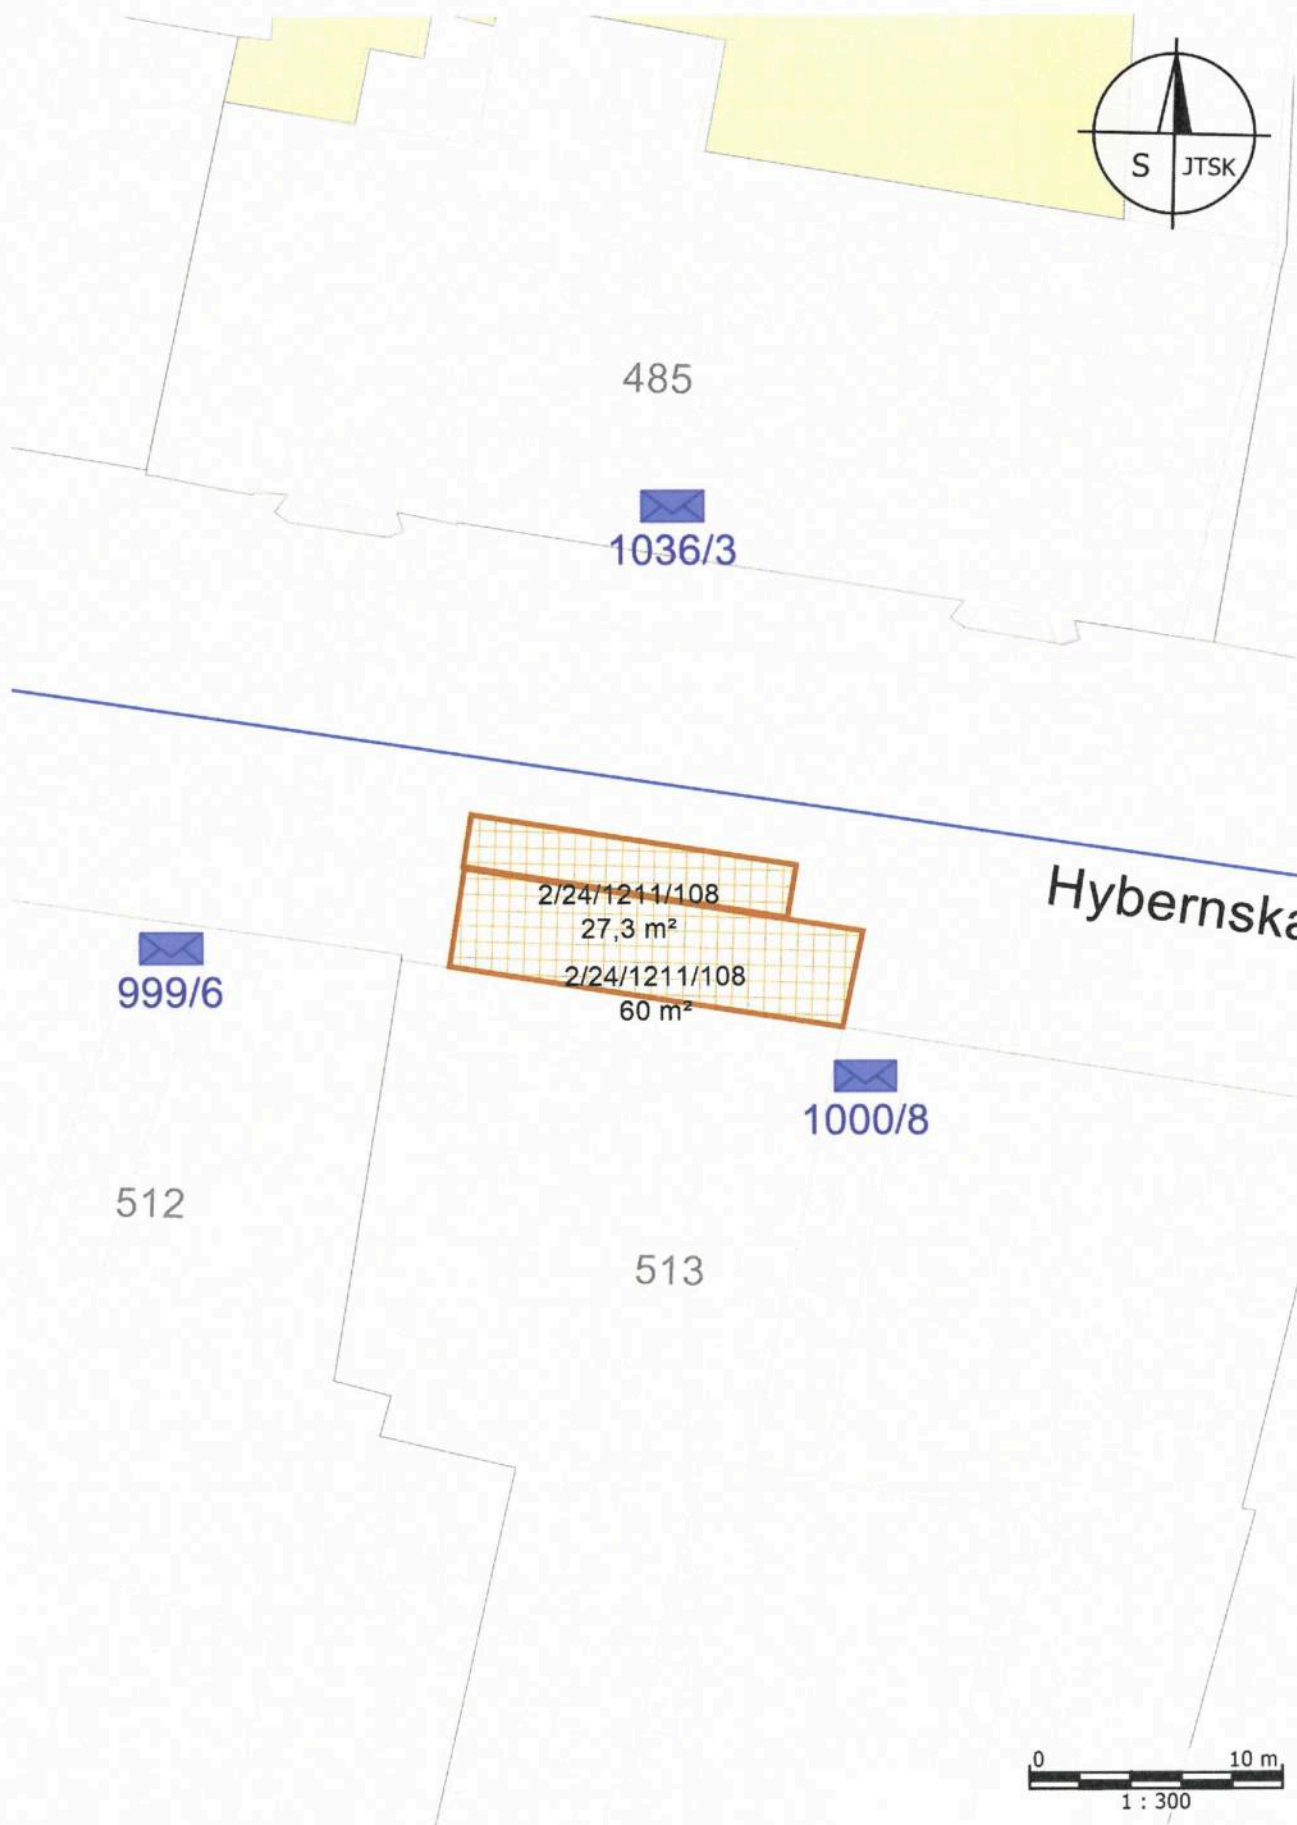 S JTSK
485
1036/3
Hybernská
2/24/1211/108
27,3 m²
2/24/1211/108
60 m²
999/6
1000/8
512
513
0 10 m
1 : 300